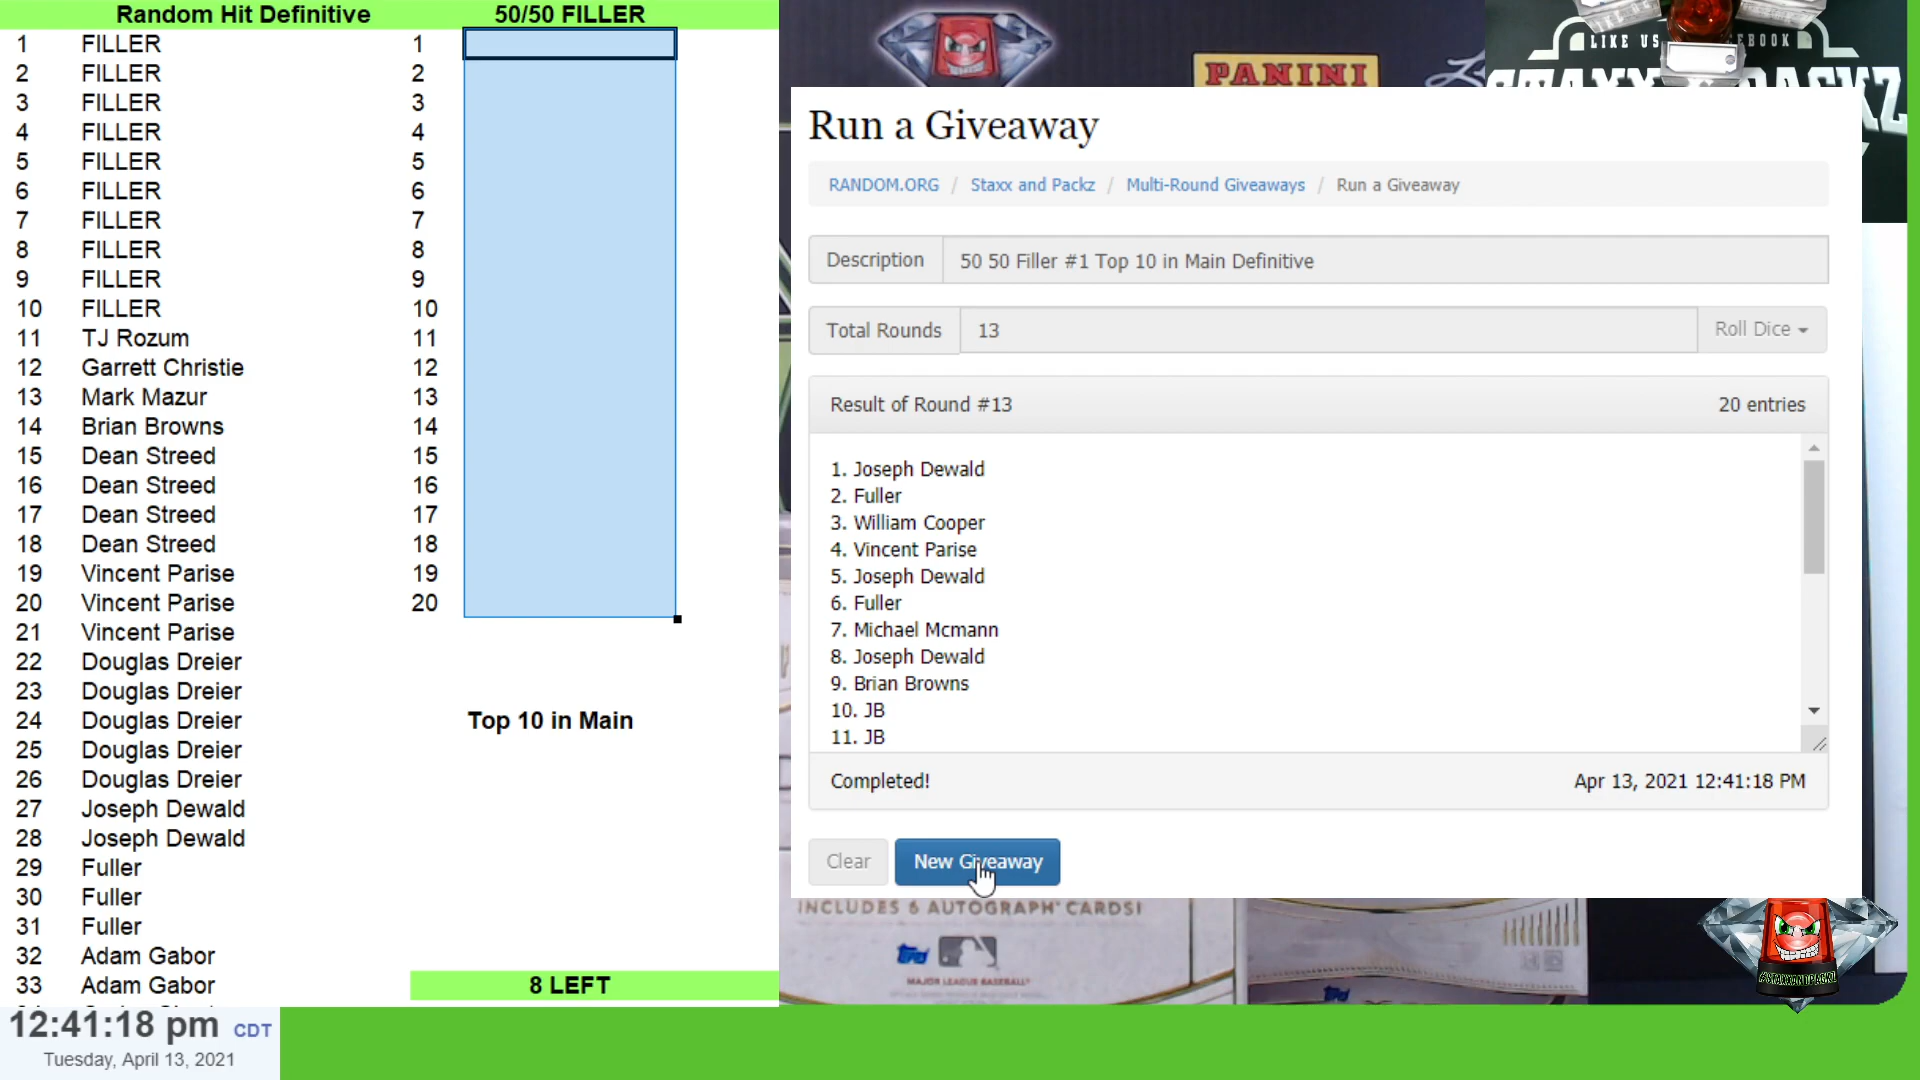 Random Hit Definitive
50/50 FILLER
1 FILLER 1
2 FILLER 2
3 FILLER 3
4 FILLER 4
5 FILLER 5
6 FILLER 6
7 FILLER 7
8 FILLER 8
9 FILLER 9
10 FILLER 10
11 TJ Rozum 11
12 Garrett Christie 12
13 Mark Mazur 13
14 Brian Browns 14
15 Dean Streed 15
16 Dean Streed 16
17 Dean Streed 17
18 Dean Streed 18
19 Vincent Parise 19
20 Vincent Parise 20
21 Vincent Parise
22 Douglas Dreier
23 Douglas Dreier
24 Douglas Dreier
25 Douglas Dreier
26 Douglas Dreier
27 Joseph Dewald
28 Joseph Dewald
29 Fuller
30 Fuller
31 Fuller
32 Adam Gabor
33 Adam Gabor
Top 10 in Main
8 LEFT
12:41:18 pm CDT
Tuesday, April 13, 2021
PANINI
LIKE US
Run a Giveaway
RANDOM.ORG / Staxx and Packz / Multi-Round Giveaways / Run a Giveaway
Description 50 50 Filler #1 Top 10 in Main Definitive
Total Rounds 13 Roll Dice
Result of Round #13 20 entries
1. Joseph Dewald
2. Fuller
3. William Cooper
4. Vincent Parise
5. Joseph Dewald
6. Fuller
7. Michael Mcmann
8. Joseph Dewald
9. Brian Browns
10. JB
11. JB
Completed! Apr 13, 2021 12:41:18 PM
Clear New Giveaway
INCLUDES 6 AUTOGRAPH CARDS!
Topps
MAJOR LEAGUE BASEBALL
#STAXXANDPACKZ